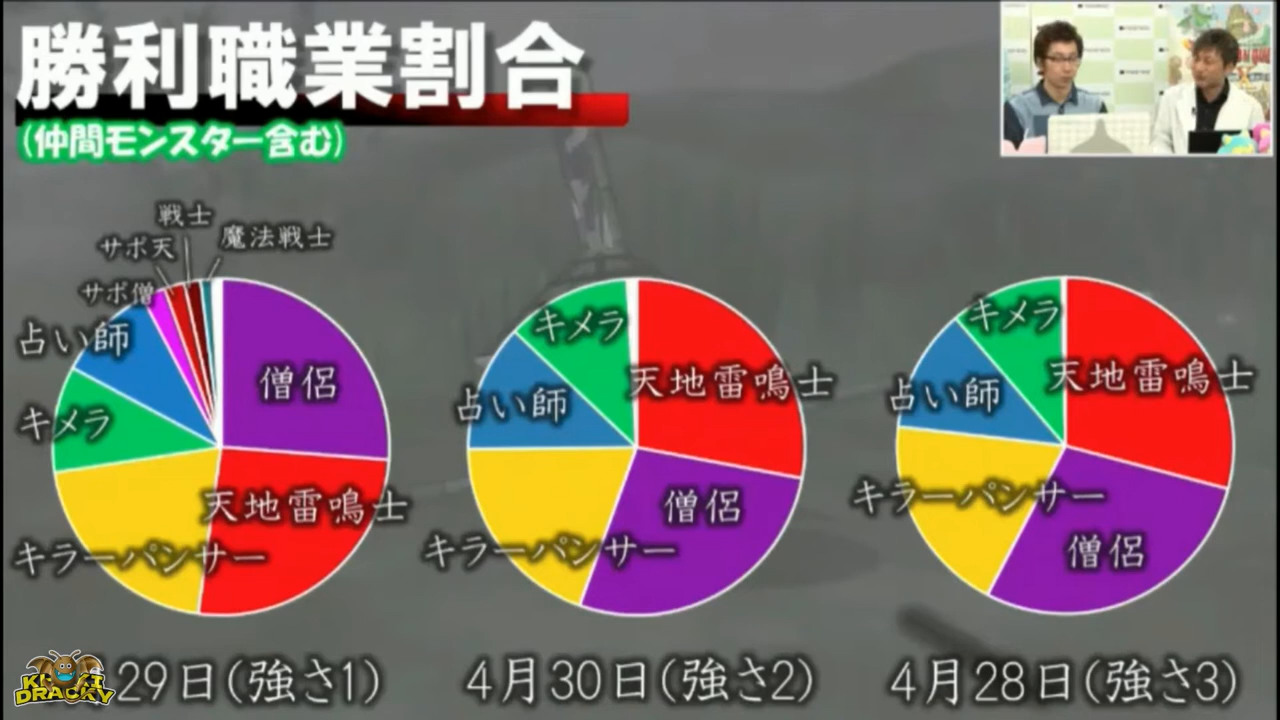 勝利職業割合
(仲間モンスター含む)
戦士
サポ天
魔法戦士
サポ僧
占い師
キメラ
キラーパンサー
天地雷鳴士
僧侶
月29日(強さ1)
キメラ
占い師
天地雷鳴士
僧侶
キラーパンサー
4月30日(強さ2)
キメラ
占い師
天地雷鳴士
キラーパンサー
僧侶
4月28日(強さ3)
DRACKY